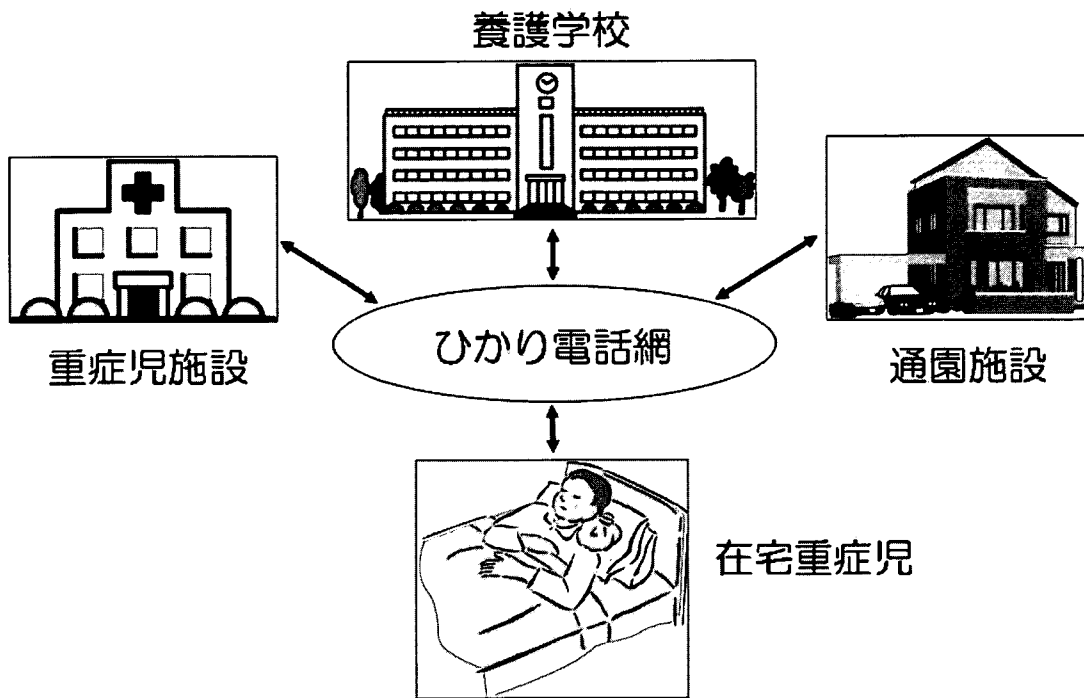 養護学校
重症児施設
ひかり電話網
通園施設
在宅重症児